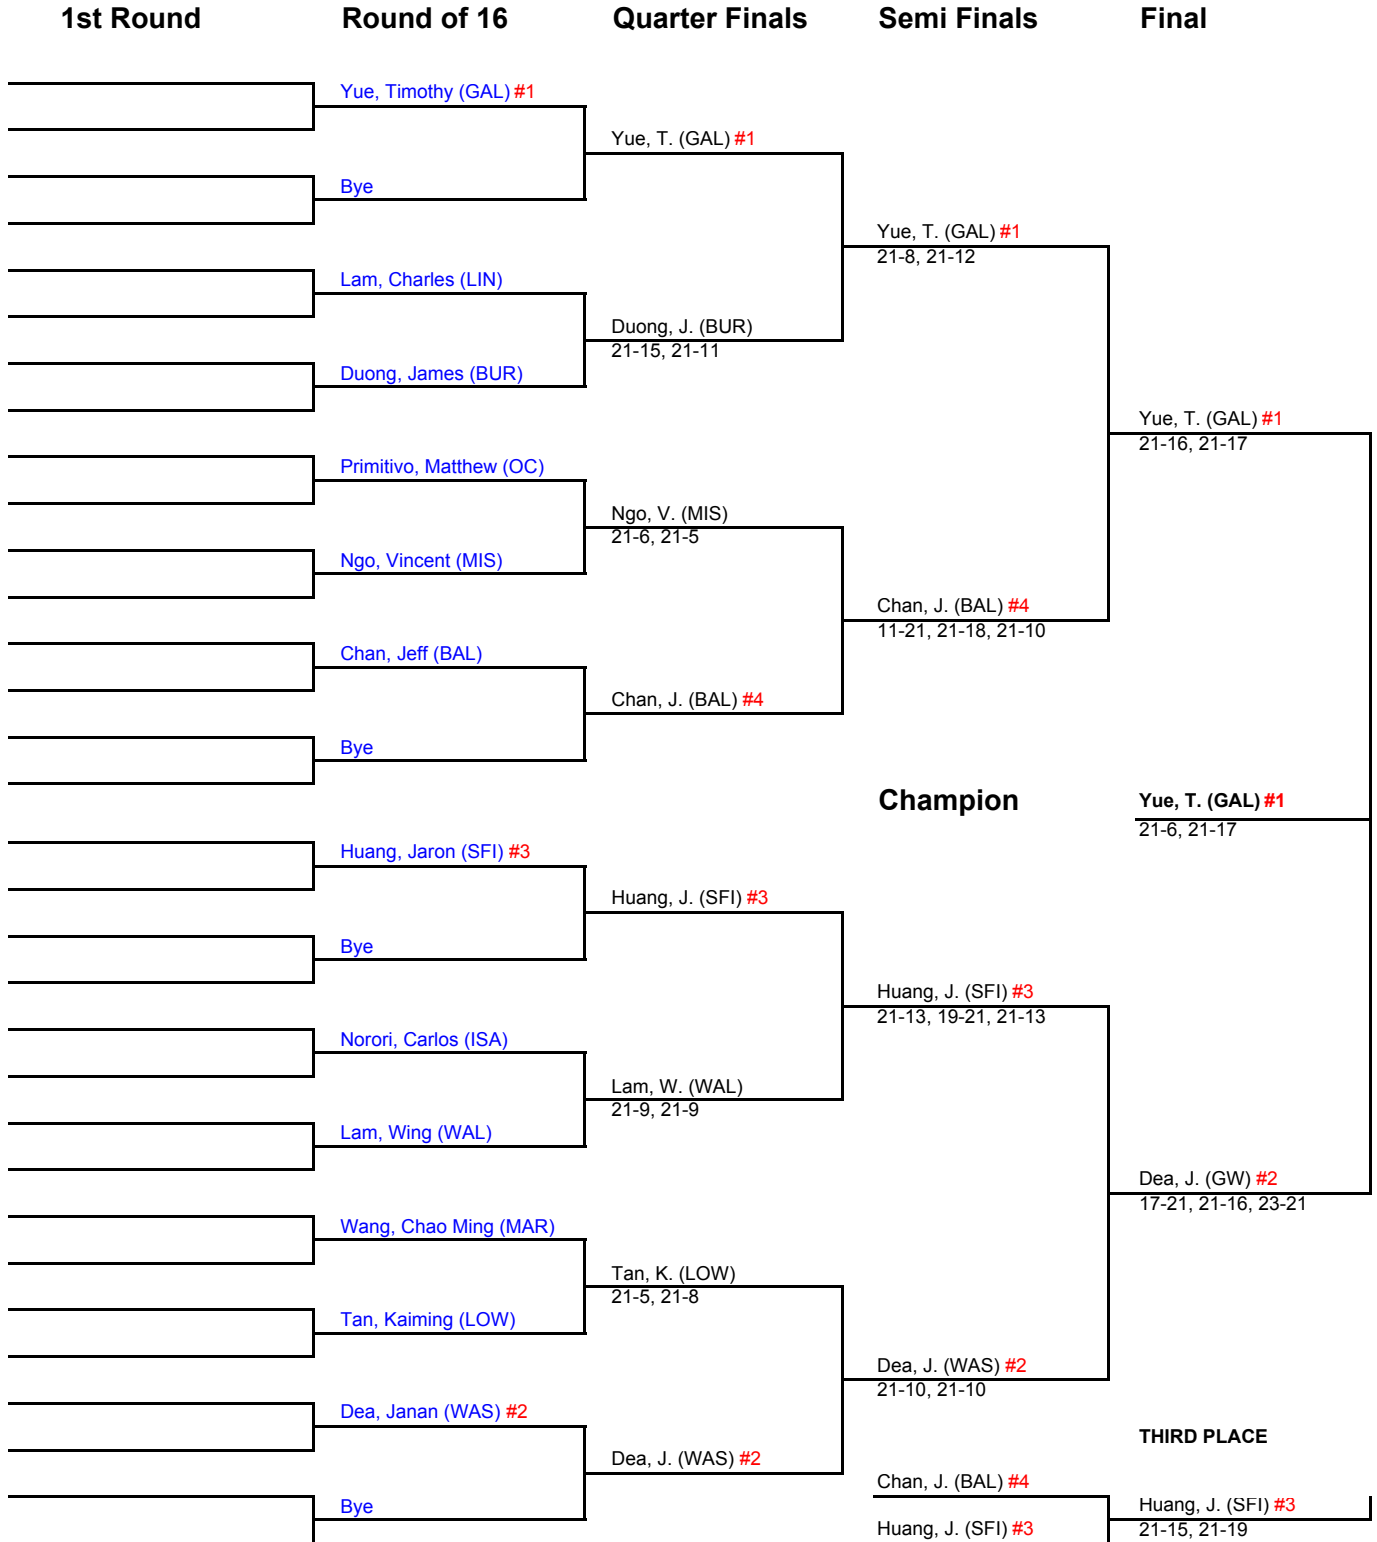 1st Round Round of 16 Quarter Finals Semi Finals Final
Yue, Timothy (GAL) #1
Yue, T. (GAL) #1
Bye
Yue, T. (GAL) #1
21-8, 21-12
Lam, Charles (LIN)
Duong, J. (BUR)
21-15, 21-11
Duong, James (BUR)
Yue, T. (GAL) #1
21-16, 21-17
Primitivo, Matthew (OC)
Ngo, V. (MIS)
21-6, 21-5
Ngo, Vincent (MIS)
Chan, J. (BAL) #4
11-21, 21-18, 21-10
Chan, Jeff (BAL)
Chan, J. (BAL) #4
Bye
Champion Yue, T. (GAL) #1
21-6, 21-17
Huang, Jaron (SFI) #3
Huang, J. (SFI) #3
Bye
Huang, J. (SFI) #3
21-13, 19-21, 21-13
Norori, Carlos (ISA)
Lam, W. (WAL)
21-9, 21-9
Lam, Wing (WAL)
Dea, J. (GW) #2
17-21, 21-16, 23-21
Wang, Chao Ming (MAR)
Tan, K. (LOW)
21-5, 21-8
Tan, Kaiming (LOW)
Dea, J. (WAS) #2
21-10, 21-10
Dea, Janan (WAS) #2
THIRD PLACE
Dea, J. (WAS) #2
Chan, J. (BAL) #4
Bye
Huang, J. (SFI) #3
Huang, J. (SFI) #3
21-15, 21-19